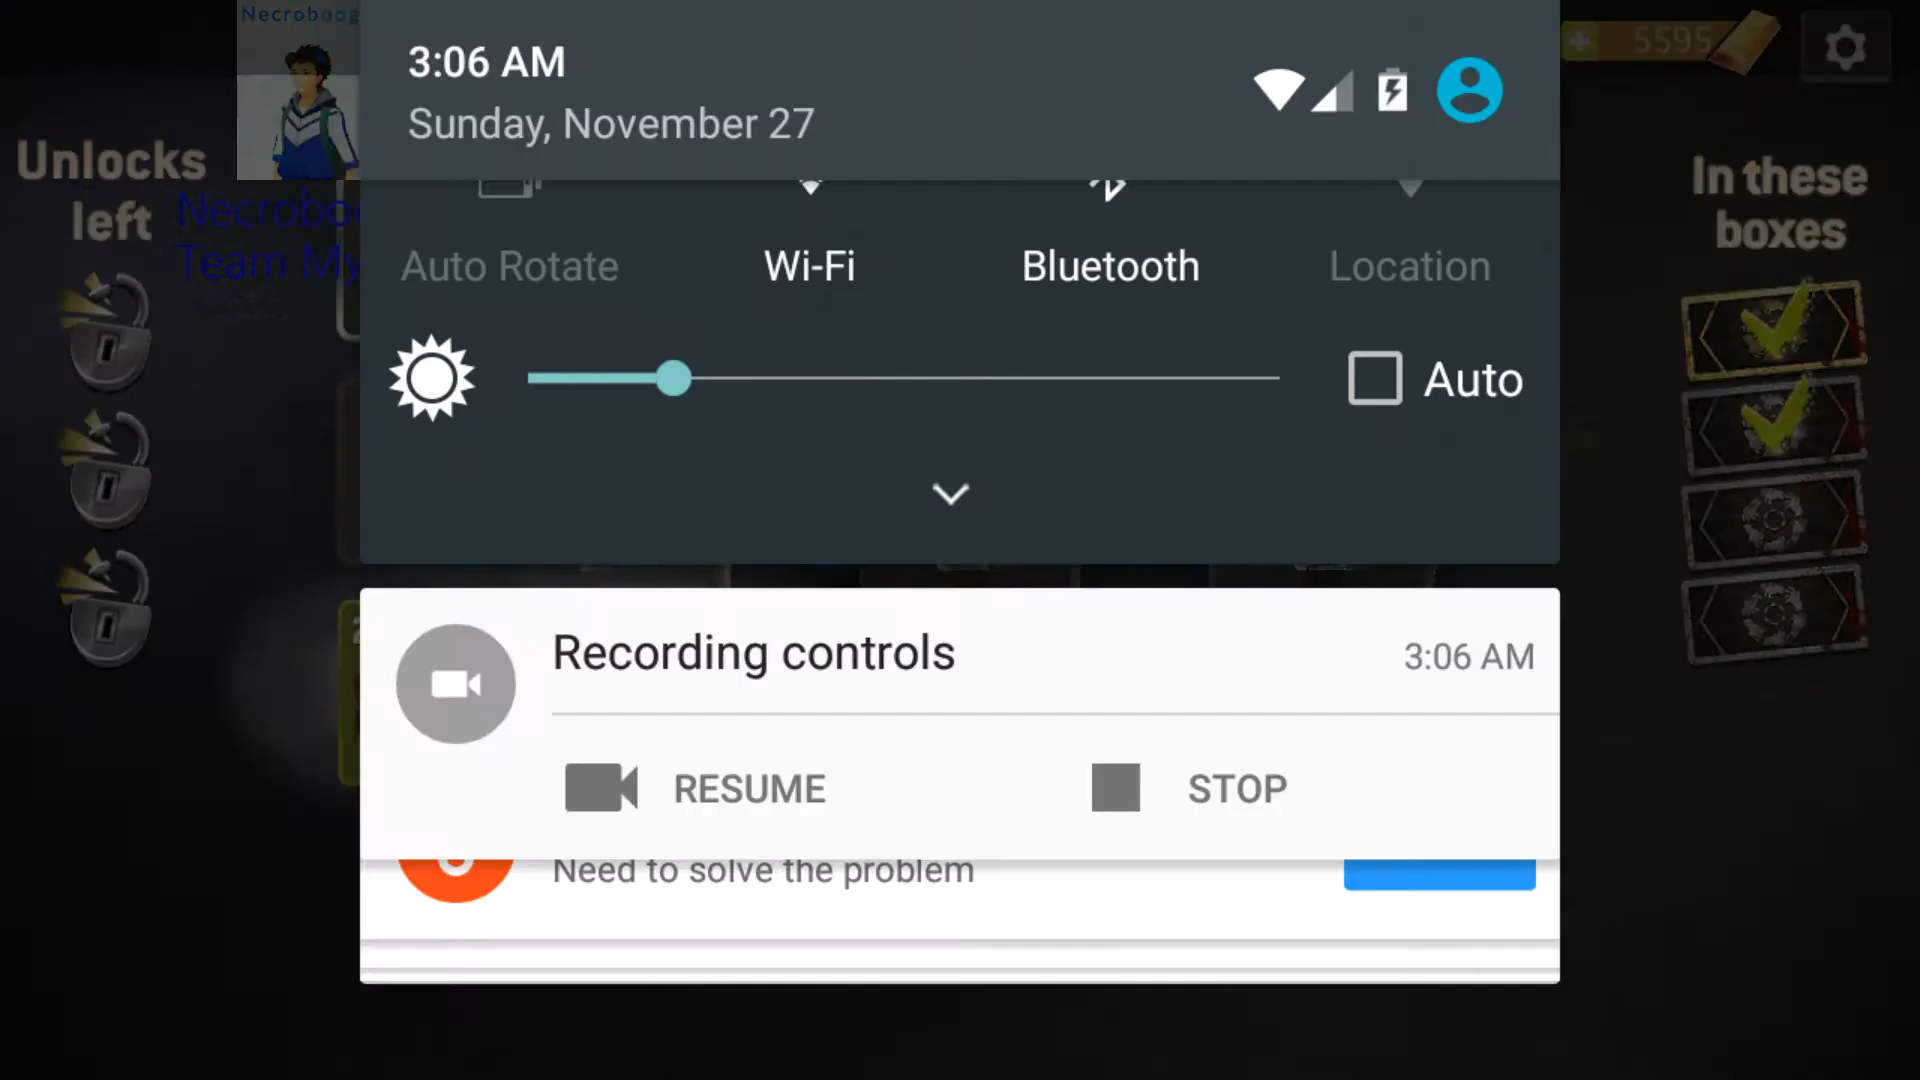 Necroboog
3:06 AM
Sunday, November 27
5595
Unlocks
left
Necroboo
Team My
In these
boxes
Auto Rotate
Wi-Fi
Bluetooth
Location
Auto
Recording controls
3:06 AM
RESUME
STOP
Need to solve the problem